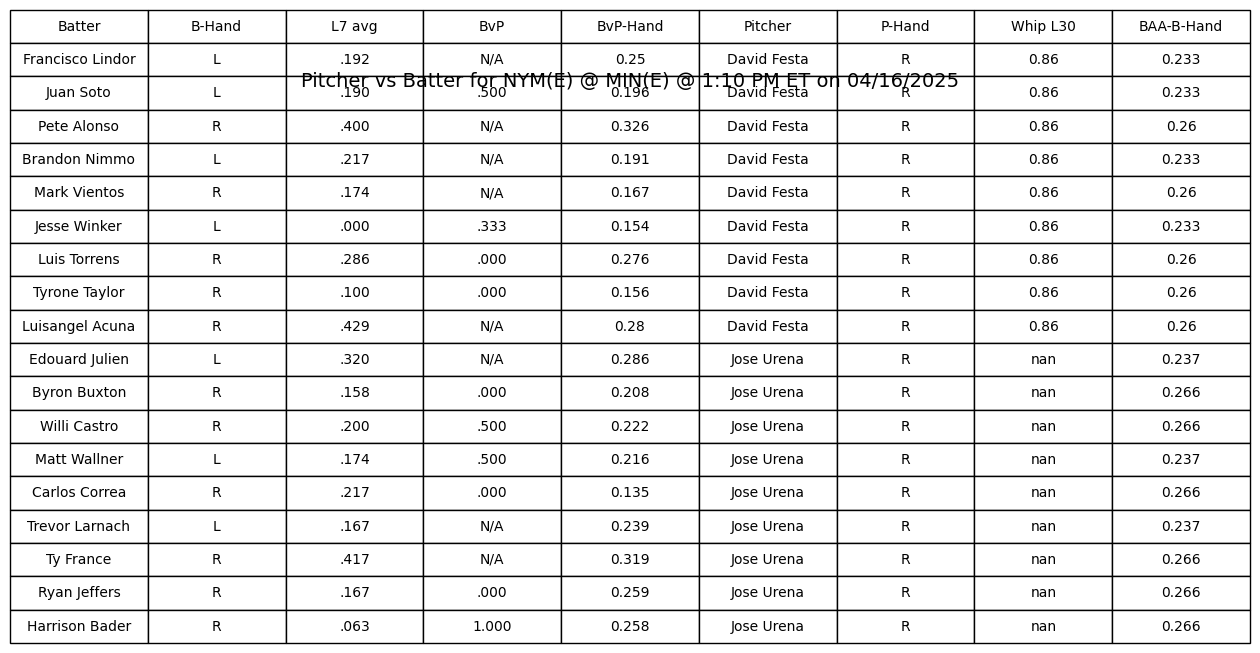 Batter B-Hand L7 avg BvP BvP-Hand Pitcher P-Hand Whip L30 BAA-B-Hand
Francisco Lindor L .192 N/A 0.25 David Festa R 0.86 0.233
Pitcher vs Batter for NYM(E) @ MIN(E) @ 1:10 PM ET on 04/16/2025
Juan Soto L .190 .500 0.196 David Festa R 0.86 0.233
Pete Alonso R .400 N/A 0.326 David Festa R 0.86 0.26
Brandon Nimmo L .217 N/A 0.191 David Festa R 0.86 0.233
Mark Vientos R .174 N/A 0.167 David Festa R 0.86 0.26
Jesse Winker L .000 .333 0.154 David Festa R 0.86 0.233
Luis Torrens R .286 .000 0.276 David Festa R 0.86 0.26
Tyrone Taylor R .100 .000 0.156 David Festa R 0.86 0.26
Luisangel Acuna R .429 N/A 0.28 David Festa R 0.86 0.26
Edouard Julien L .320 N/A 0.286 Jose Urena R nan 0.237
Byron Buxton R .158 .000 0.208 Jose Urena R nan 0.266
Willi Castro R .200 .500 0.222 Jose Urena R nan 0.266
Matt Wallner L .174 .500 0.216 Jose Urena R nan 0.237
Carlos Correa R .217 .000 0.135 Jose Urena R nan 0.266
Trevor Larnach L .167 N/A 0.239 Jose Urena R nan 0.237
Ty France R .417 N/A 0.319 Jose Urena R nan 0.266
Ryan Jeffers R .167 .000 0.259 Jose Urena R nan 0.266
Harrison Bader R .063 1.000 0.258 Jose Urena R nan 0.266